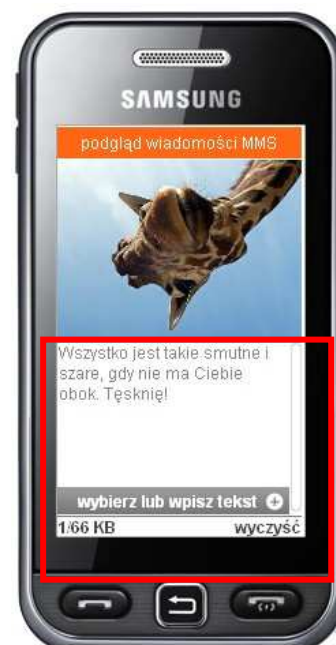 SAMSUNG
podgląd wiadomości MMS
Wszystko jest takie smutne i
szare, gdy nie ma Ciebie
obok. Tęsknię!
wybierz lub wpisz tekst
1/66 KB wyczyść